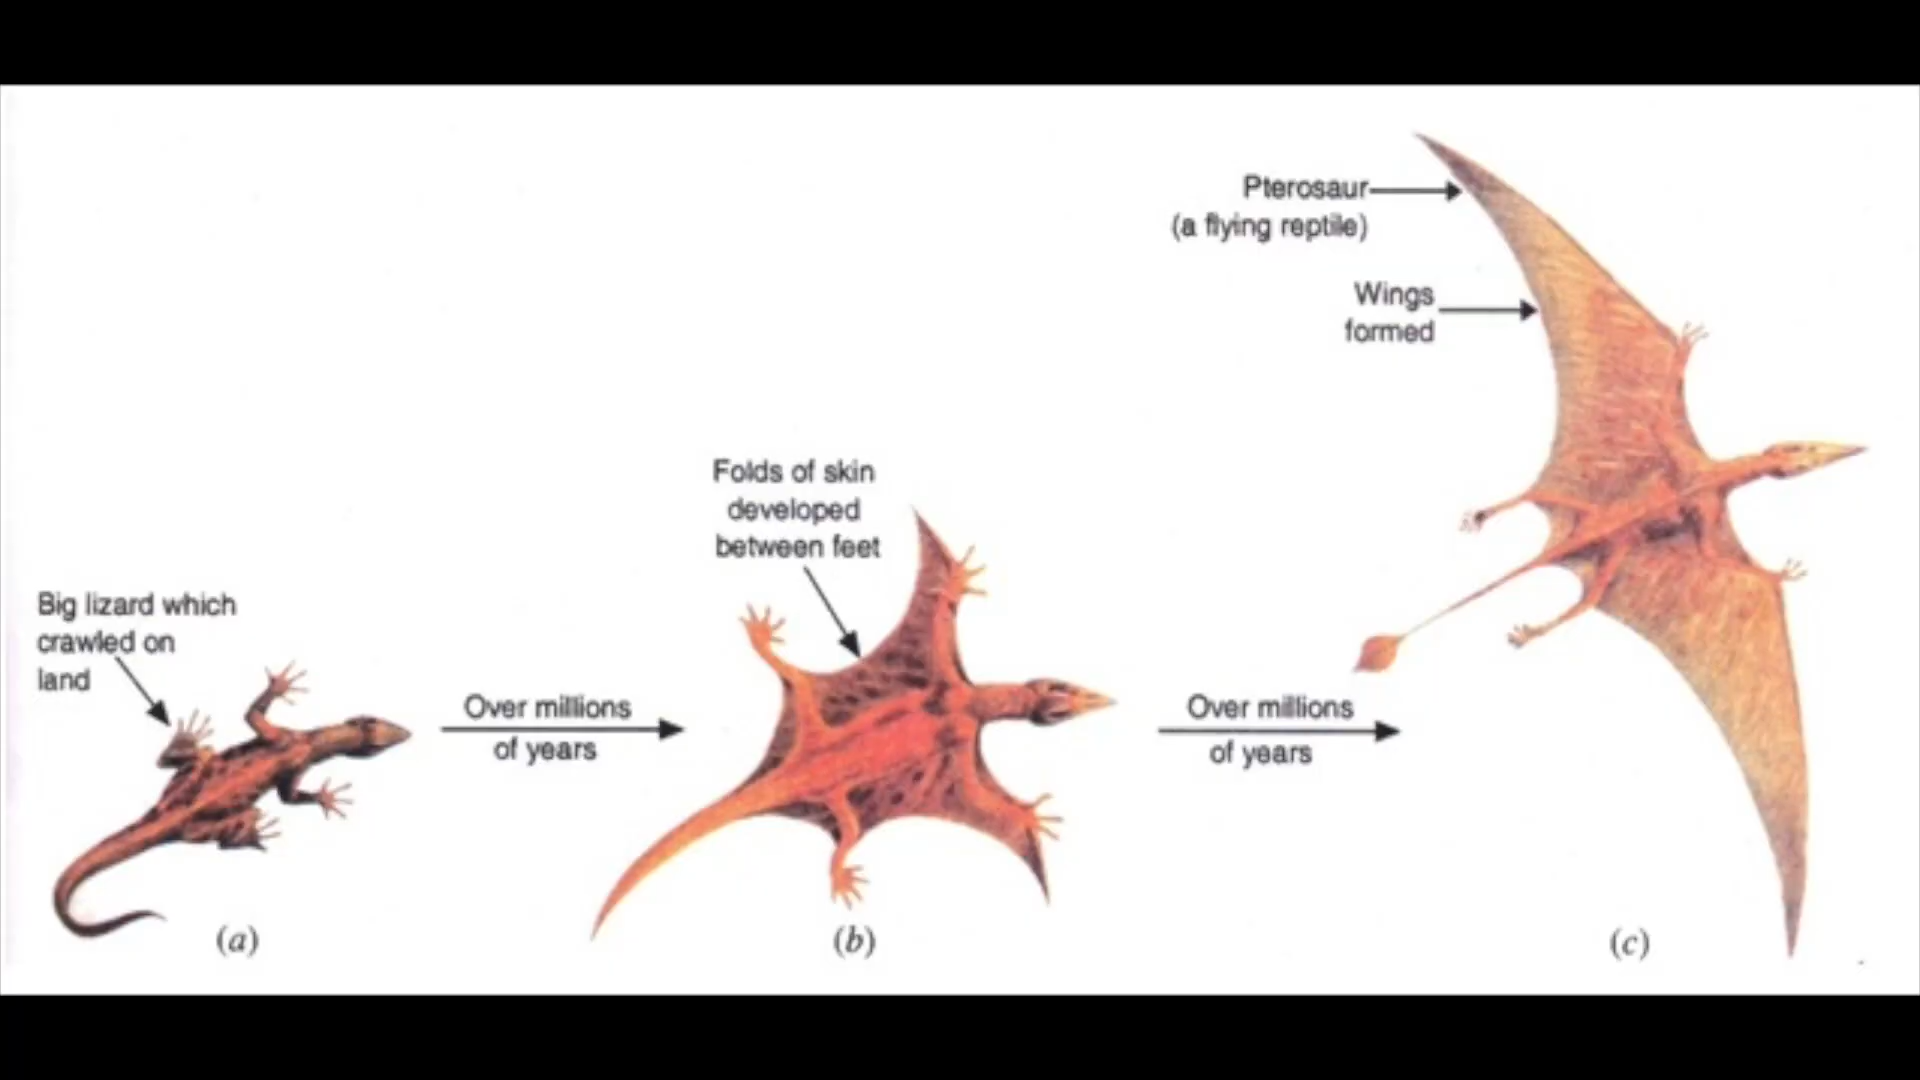 Big lizard which
crawled on
land
(a)
Over millions
of years
Folds of skin
developed
between feet
(b)
Over millions
of years
Pterosaur
(a flying reptile)
Wings
formed
(c)